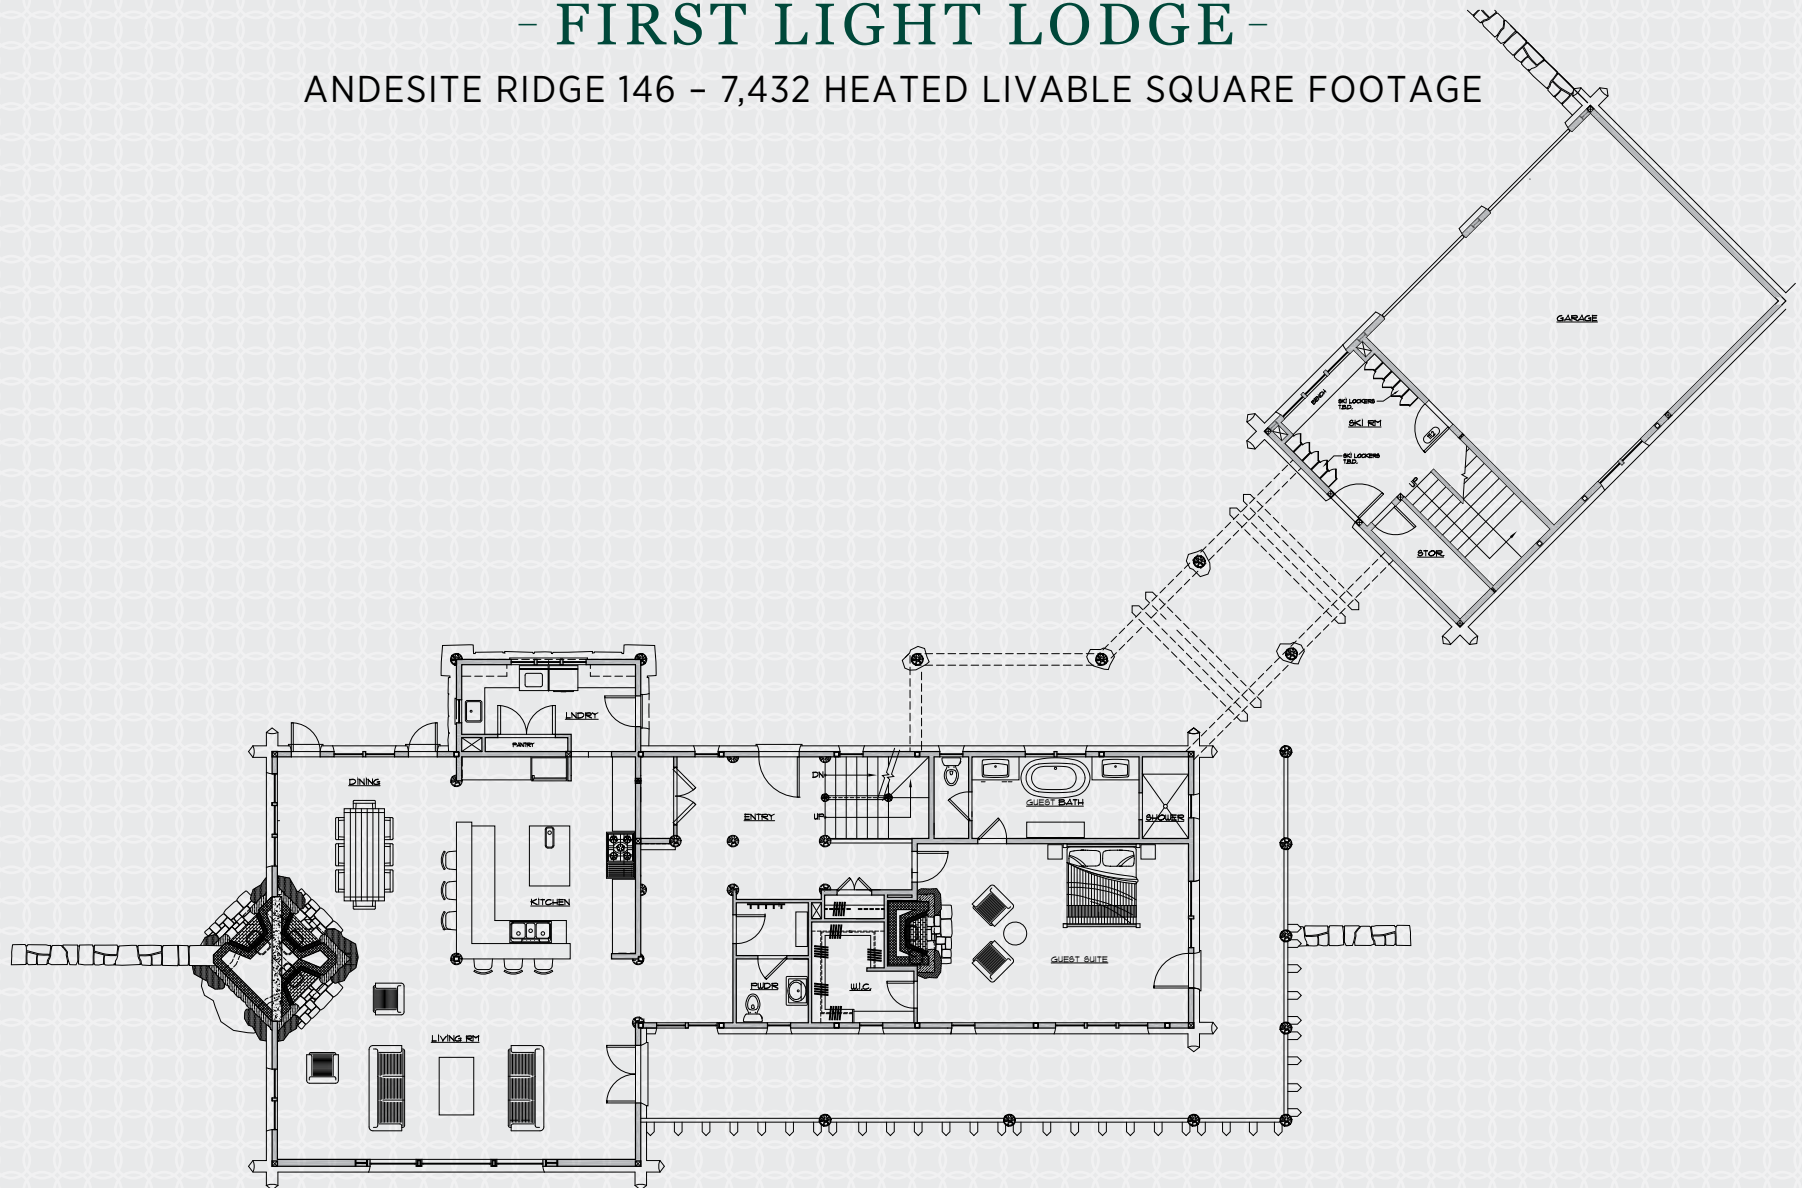 - FIRST LIGHT LODGE -
ANDESITE RIDGE 146 – 7,432 HEATED LIVABLE SQUARE FOOTAGE
GARAGE
BENCH
SKI LOCKERS
T.B.D.
SKI RM
SKI LOCKERS
T.B.D.
UP
STOR.
LNDRY
PANTRY
DINING
DN
ENTRY
UP
GUEST BATH
SHOWER
KITCHEN
GUEST SUITE
PWDR
W.I.C.
LIVING RM